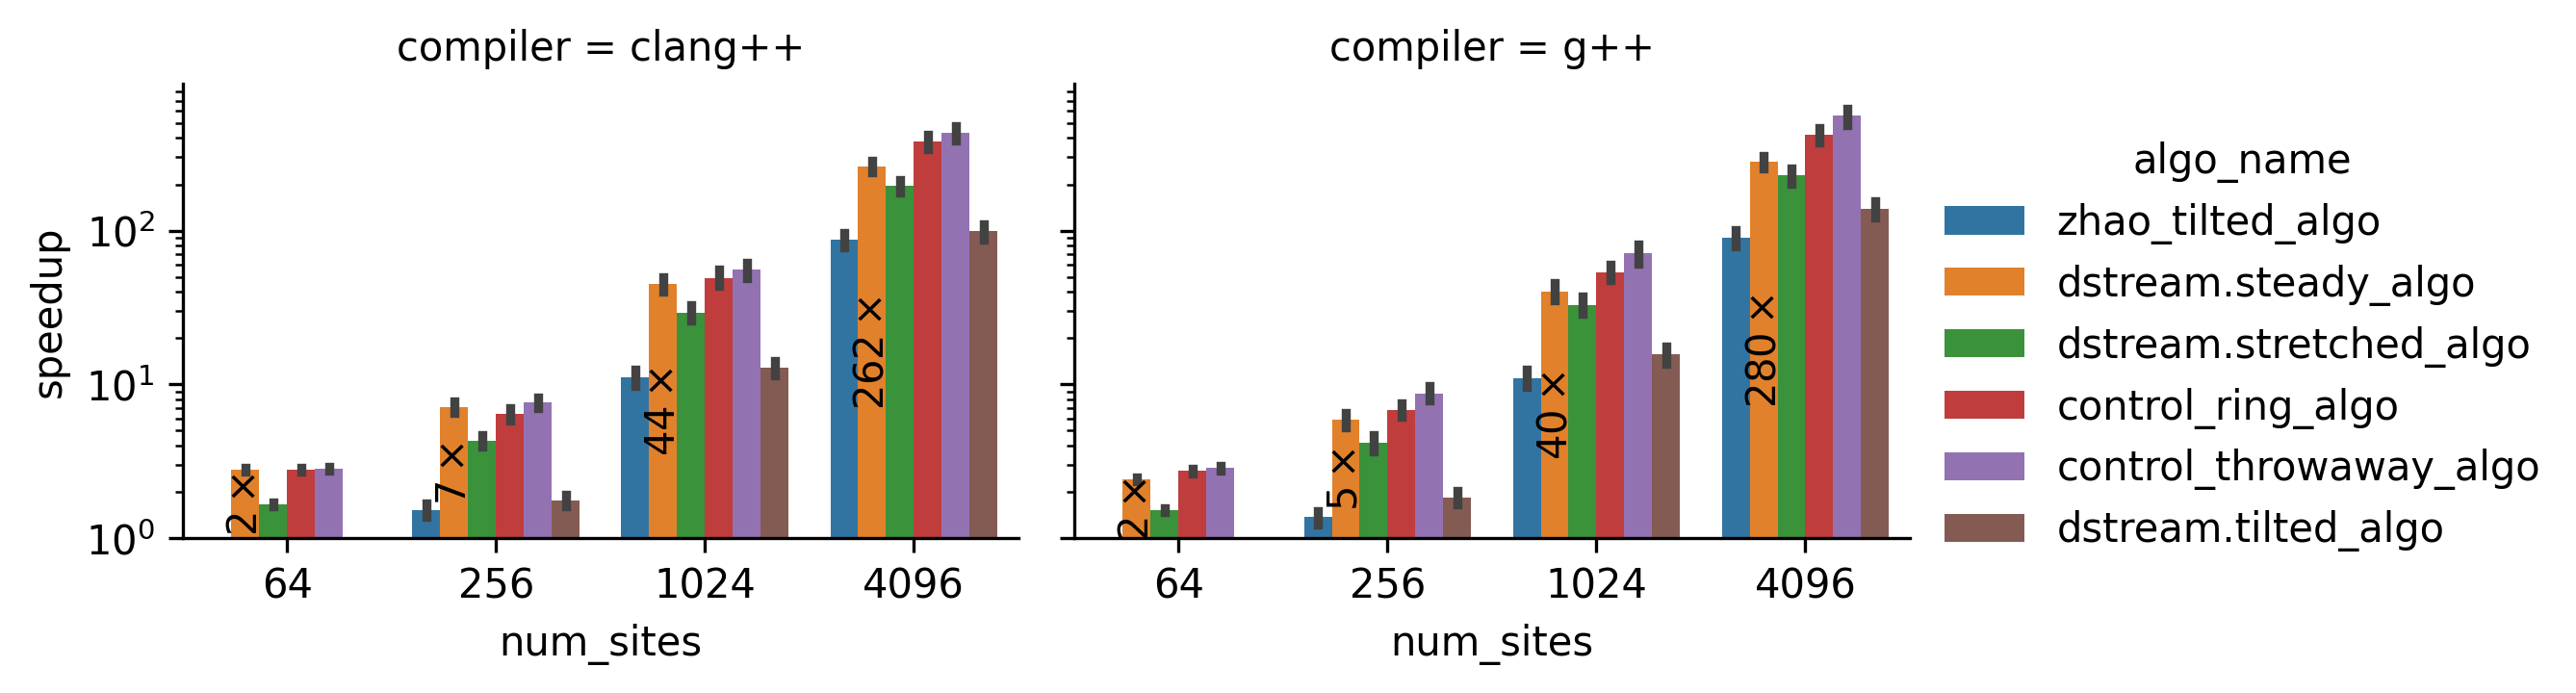 compiler = clang++
compiler = g++
speedup
10²
10¹
10⁰
2×
7×
44×
262×
64
256
1024
4096
num_sites
2×
5×
40×
280×
64
256
1024
4096
num_sites
algo_name
zhao_tilted_algo
dstream.steady_algo
dstream.stretched_algo
control_ring_algo
control_throwaway_algo
dstream.tilted_algo